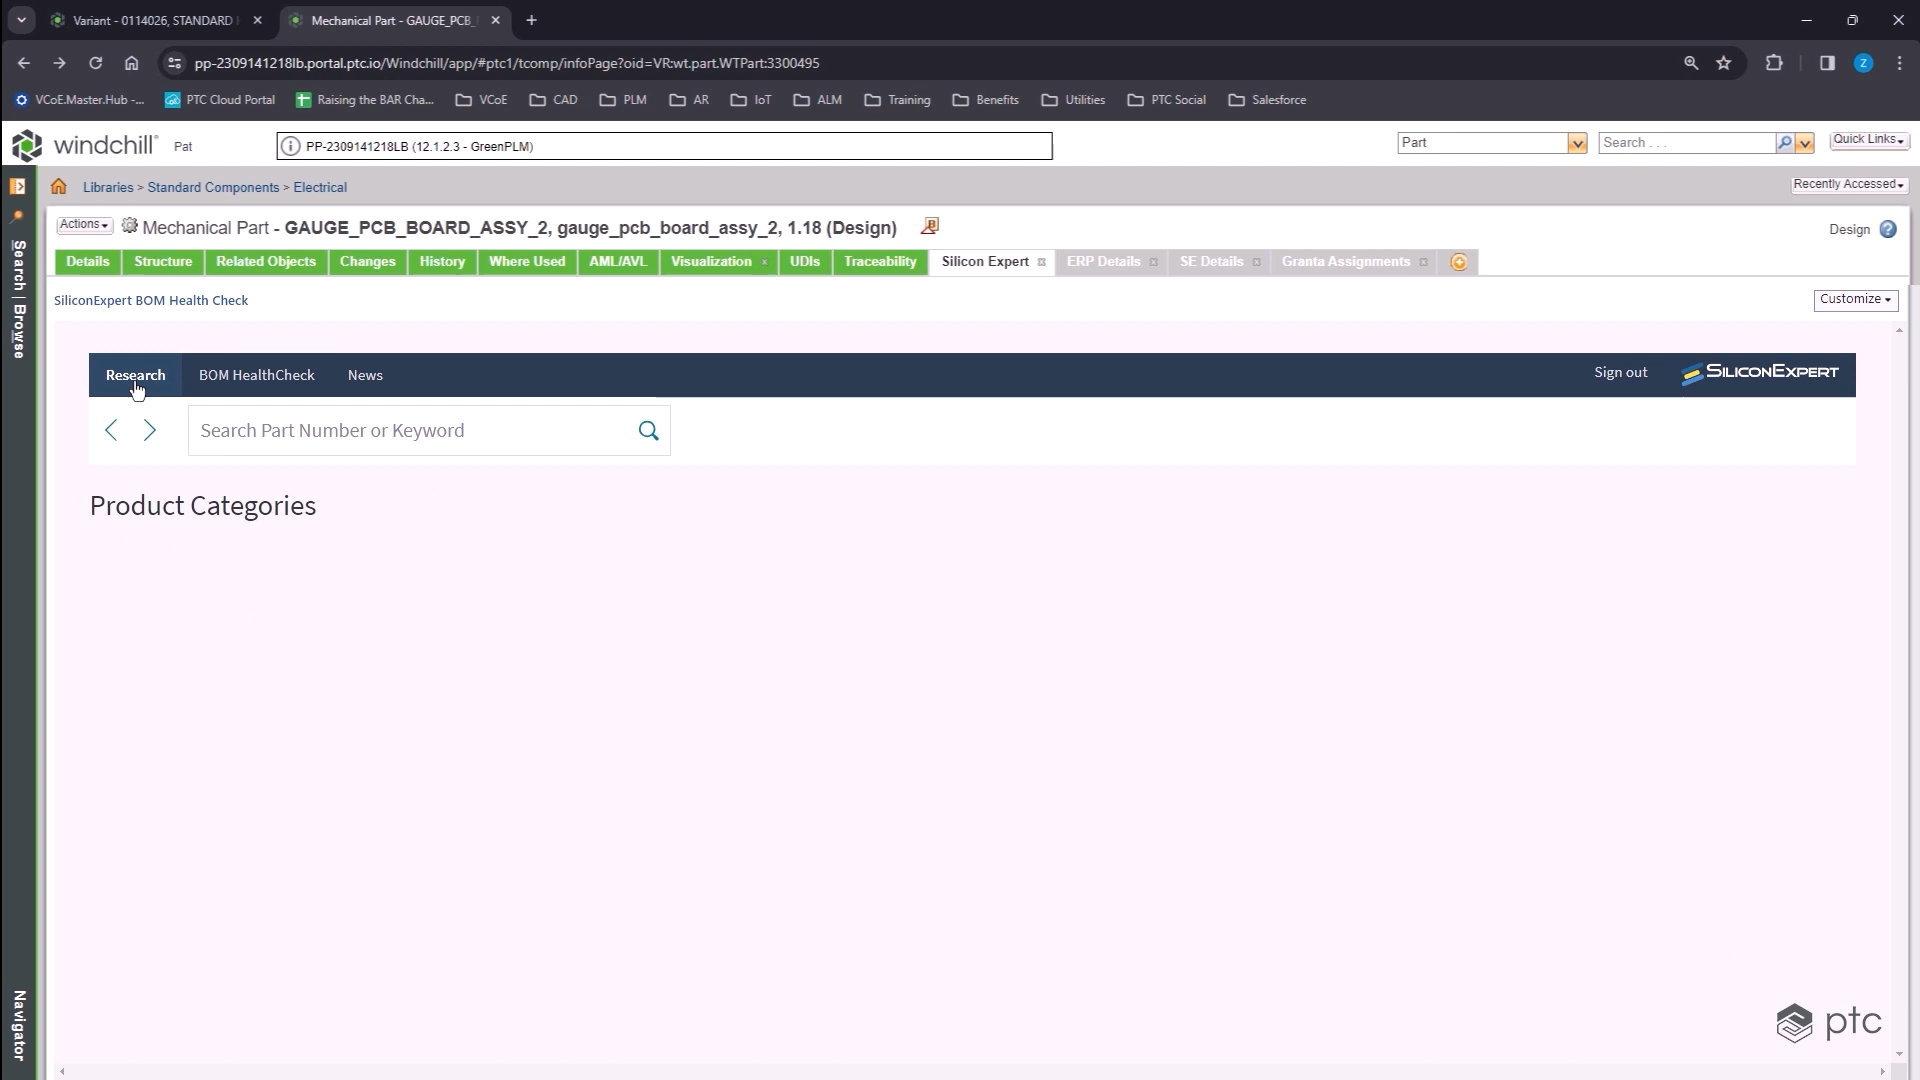 Variant - 0114026, STANDARD
Mechanical Part - GAUGE_PCB_
pp-2309141218lb.portal.ptc.io/Windchill/app/#ptc1/tcomp/infoPage?oid=VR:wt.part.WTPart:3300495
Z
VCoE.Master.Hub -...
PTC Cloud Portal
Raising the BAR Cha...
VCoE
CAD
PLM
AR
IoT
ALM
Training
Benefits
Utilities
PTC Social
Salesforce
windchill®
Pat
PP-2309141218LB (12.1.2.3 - GreenPLM)
Part
Search . . .
Quick Links
Libraries > Standard Components > Electrical
Recently Accessed
Actions
Mechanical Part - GAUGE_PCB_BOARD_ASSY_2, gauge_pcb_board_assy_2, 1.18 (Design)
Design
Details
Structure
Related Objects
Changes
History
Where Used
AML/AVL
Visualization
UDIs
Traceability
Silicon Expert
ERP Details
SE Details
Granta Assignments
Search | Browse
SiliconExpert BOM Health Check
Customize
Research
BOM HealthCheck
News
Sign out
SILICONEXPERT
Search Part Number or Keyword
Product Categories
Navigator
ptc